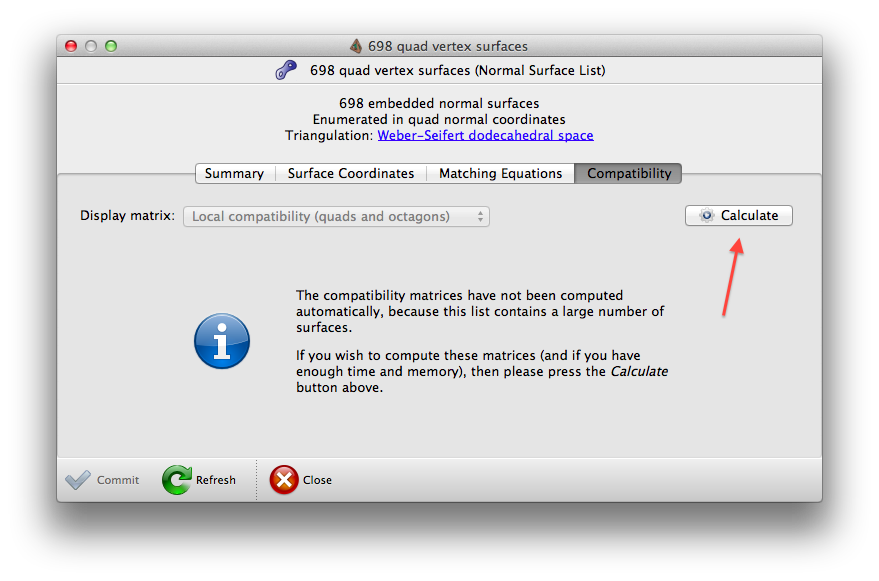 698 quad vertex surfaces
698 quad vertex surfaces (Normal Surface List)
698 embedded normal surfaces
Enumerated in quad normal coordinates
Triangulation: Weber-Seifert dodecahedral space
Summary Surface Coordinates Matching Equations Compatibility
Display matrix: Local compatibility (quads and octagons) Calculate
The compatibility matrices have not been computed
automatically, because this list contains a large number of
surfaces.
If you wish to compute these matrices (and if you have
enough time and memory), then please press the Calculate
button above.
Commit Refresh Close